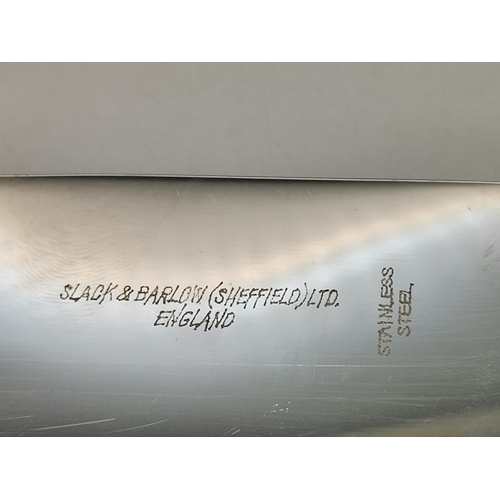 SLACK & BARLOW (SHEFFIELD) LTD.
ENGLAND
STAINLESS
STEEL